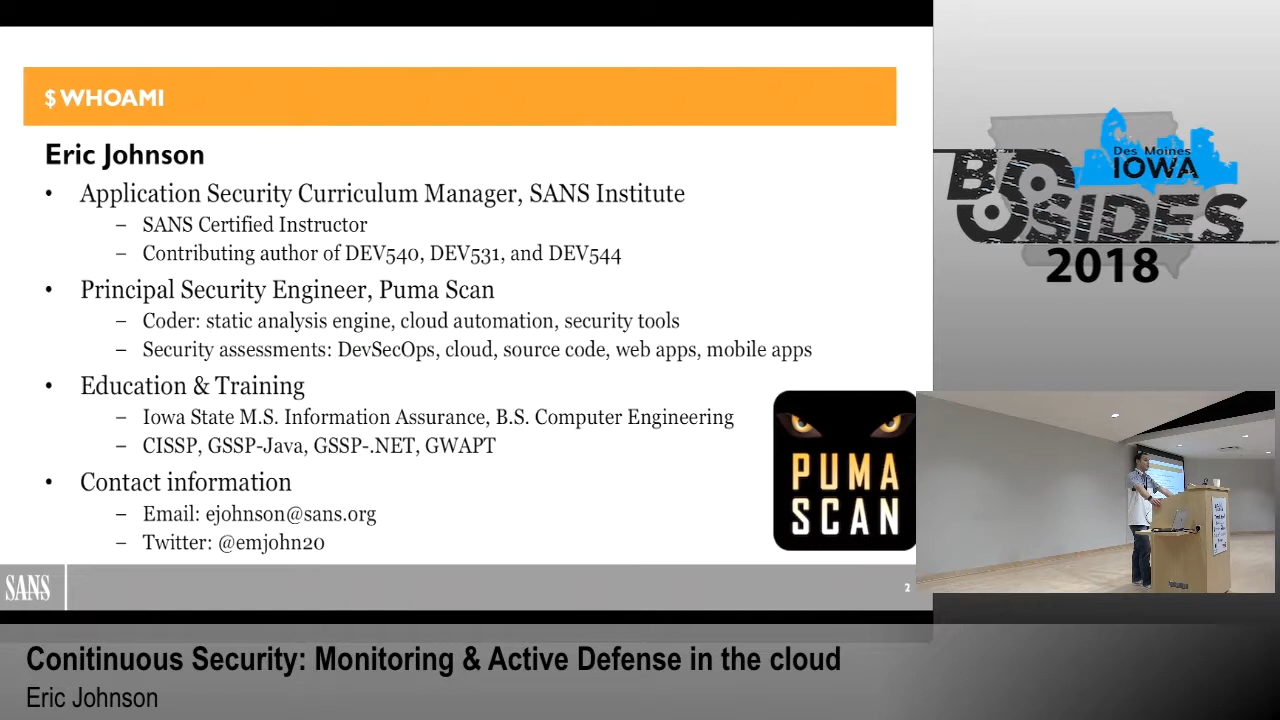 $ WHOAMI
Eric Johnson
• Application Security Curriculum Manager, SANS Institute
– SANS Certified Instructor
– Contributing author of DEV540, DEV531, and DEV544
• Principal Security Engineer, Puma Scan
– Coder: static analysis engine, cloud automation, security tools
– Security assessments: DevSecOps, cloud, source code, web apps, mobile apps
• Education & Training
– Iowa State M.S. Information Assurance, B.S. Computer Engineering
– CISSP, GSSP-Java, GSSP-.NET, GWAPT
• Contact information
– Email: ejohnson@sans.org
– Twitter: @emjohn20
PUMA
SCAN
SANS
2
Des Moines
IOWA
BSIDES
2018
Conitinuous Security: Monitoring & Active Defense in the cloud
Eric Johnson